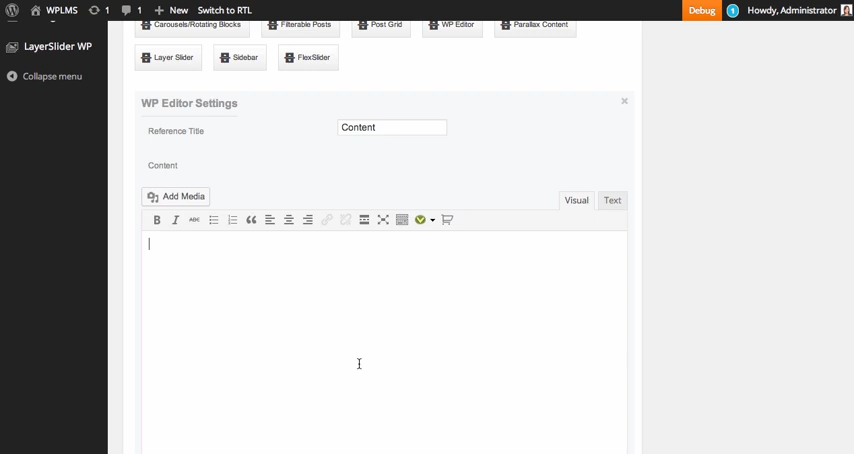 WPLMS 1 1 New Switch to RTL Debug 1 Howdy, Administrator
Carousels/Rotating Blocks Filterable Posts Post Grid WP Editor Parallax Content
LayerSlider WP
Layer Slider Sidebar FlexSlider
Collapse menu
WP Editor Settings
Reference Title Content
Content
Add Media
Visual Text
B I ABC